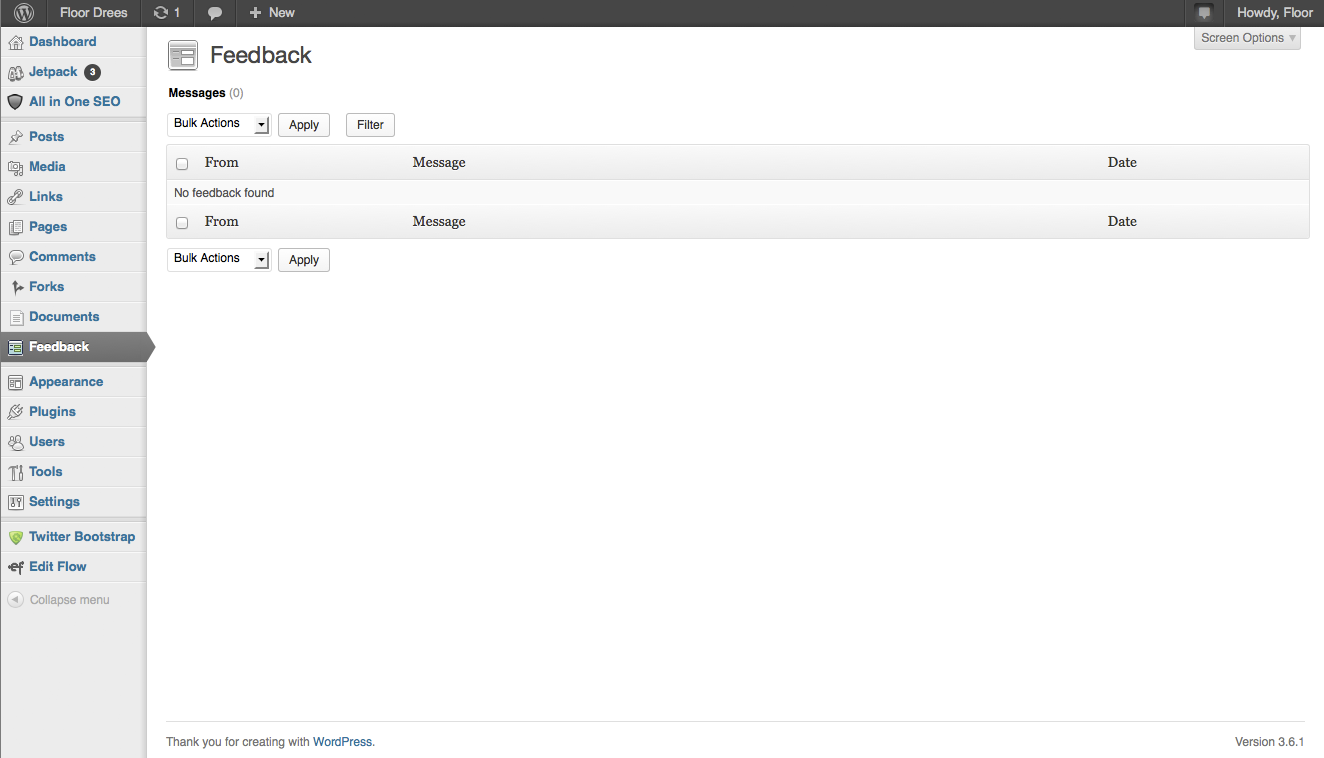 Floor Drees 1 New Howdy, Floor
Screen Options
Dashboard
Jetpack 3
All in One SEO
Posts
Media
Links
Pages
Comments
Forks
Documents
Feedback
Appearance
Plugins
Users
Tools
Settings
Twitter Bootstrap
Edit Flow
Collapse menu
Feedback
Messages (0)
Bulk Actions Apply Filter
From Message Date
No feedback found
From Message Date
Bulk Actions Apply
Thank you for creating with WordPress. Version 3.6.1